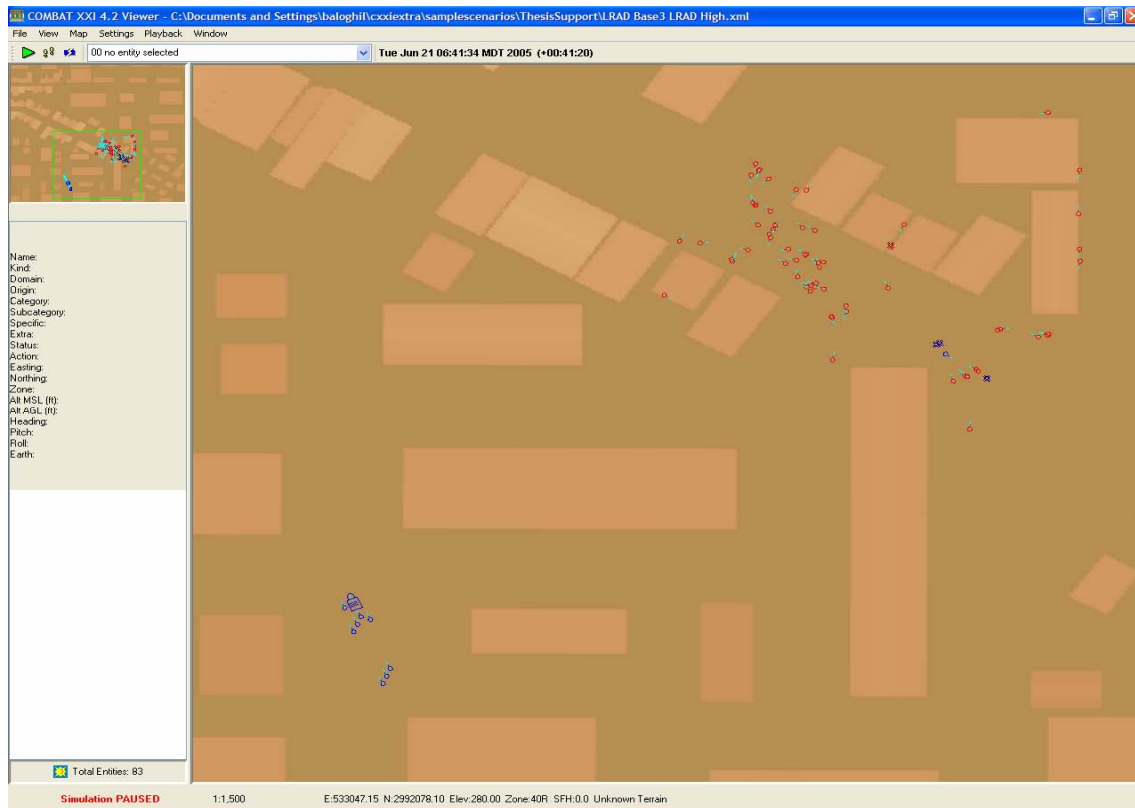 COMBAT XXI 4.2 Viewer - C:\Documents and Settings\baloghil\cxxiextra\samplescenarios\ThesisSupport\LRAD Base3 LRAD High.xml
File View Map Settings Playback Window
00 no entity selected Tue Jun 21 06:41:34 MDT 2005 (+00:41:20)
Name:
Kind:
Domain:
Origin:
Category:
Subcategory:
Specific:
Extra:
Status:
Action:
Easting:
Northing:
Zone:
Alt MSL (ft):
Alt AGL (ft):
Heading:
Pitch:
Roll:
Earth:
Total Entities: 83
Simulation PAUSED 1:1,500 E:533047.15 N:2992078.10 Elev:280.00 Zone:40R SFH:0.0 Unknown Terrain